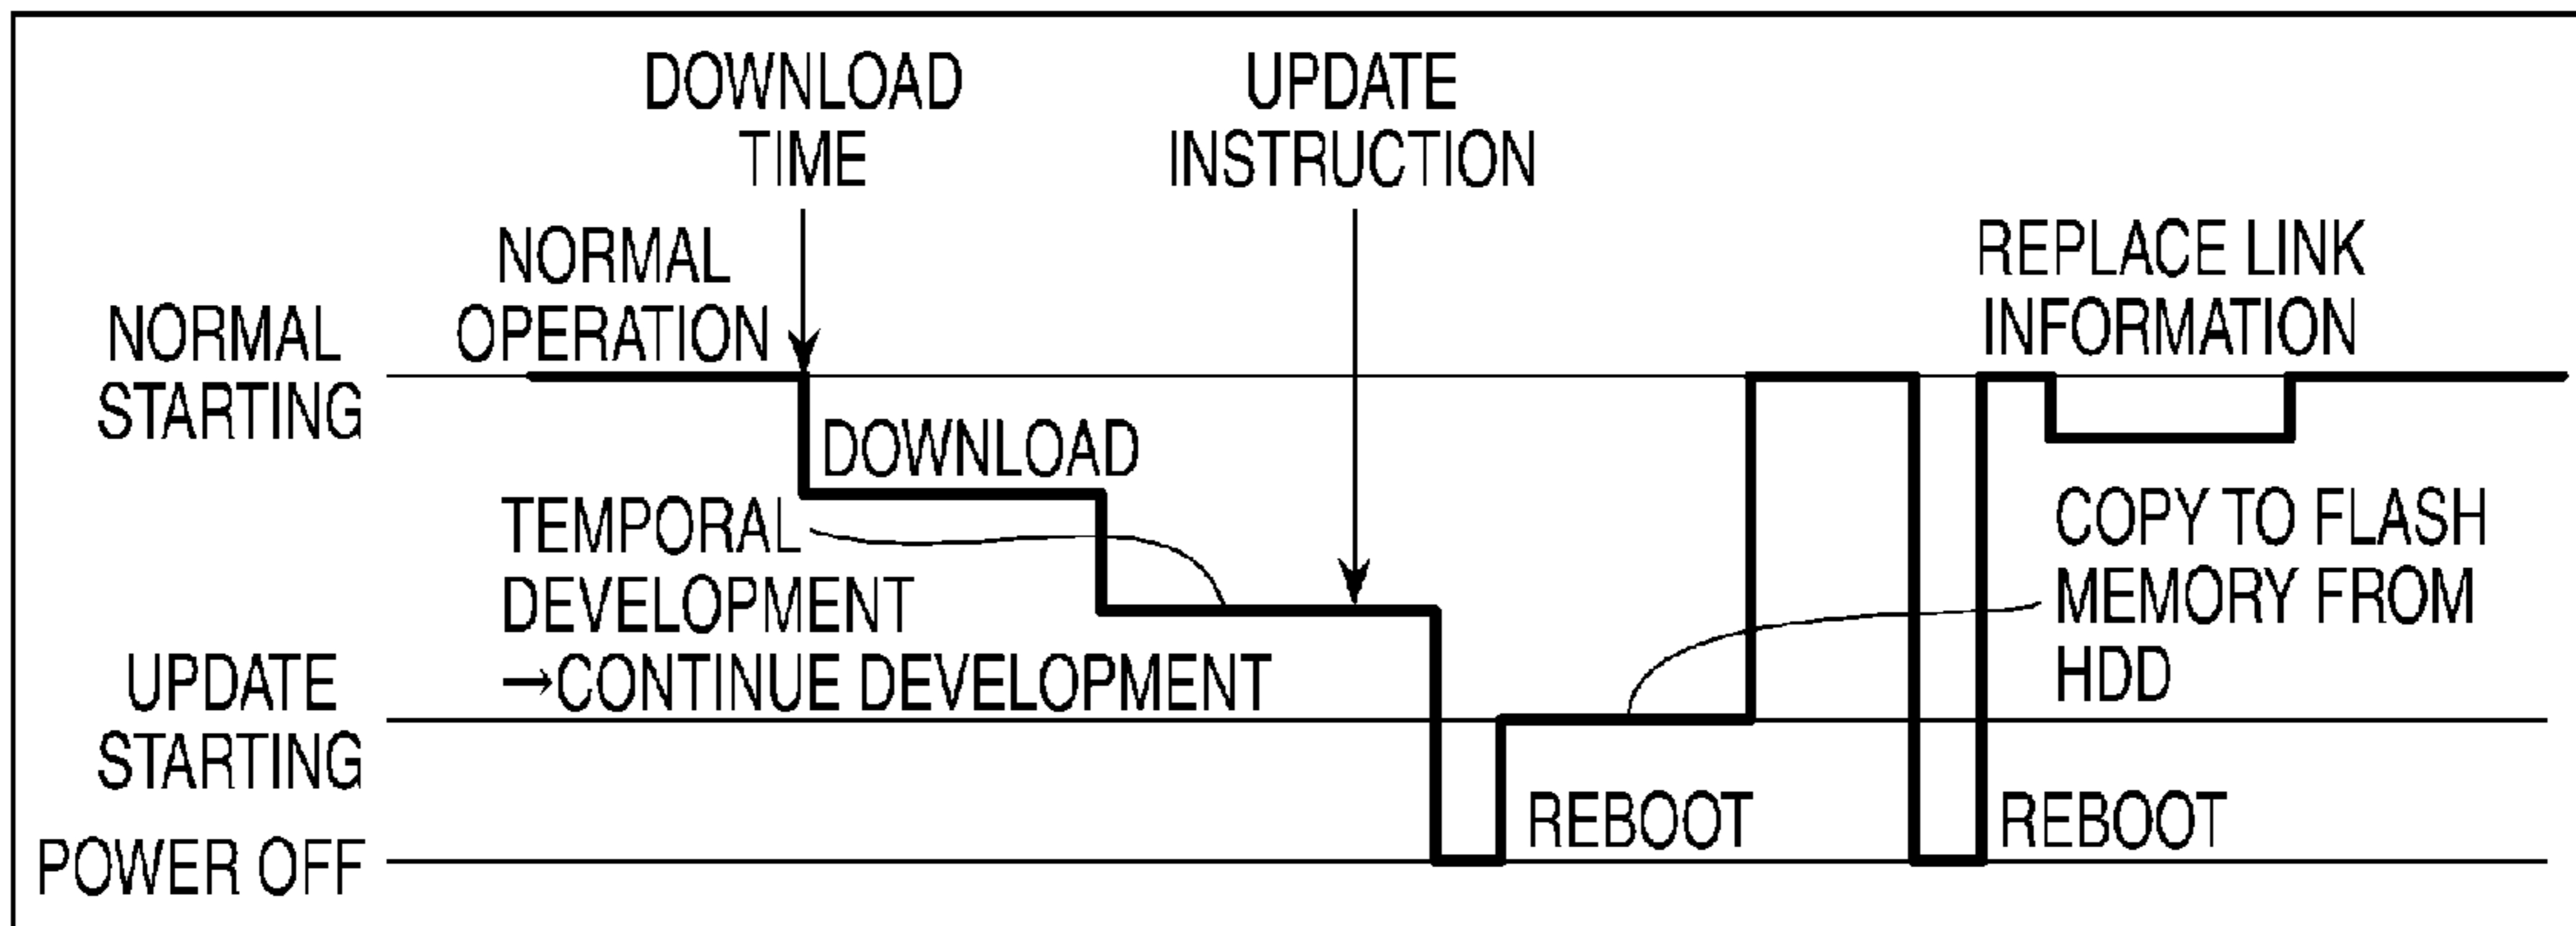 DOWNLOAD
TIME
UPDATE
INSTRUCTION
NORMAL
OPERATION
REPLACE LINK
INFORMATION
NORMAL
STARTING
DOWNLOAD
TEMPORAL
DEVELOPMENT
→CONTINUE DEVELOPMENT
COPY TO FLASH
MEMORY FROM
HDD
UPDATE
STARTING
REBOOT
REBOOT
POWER OFF